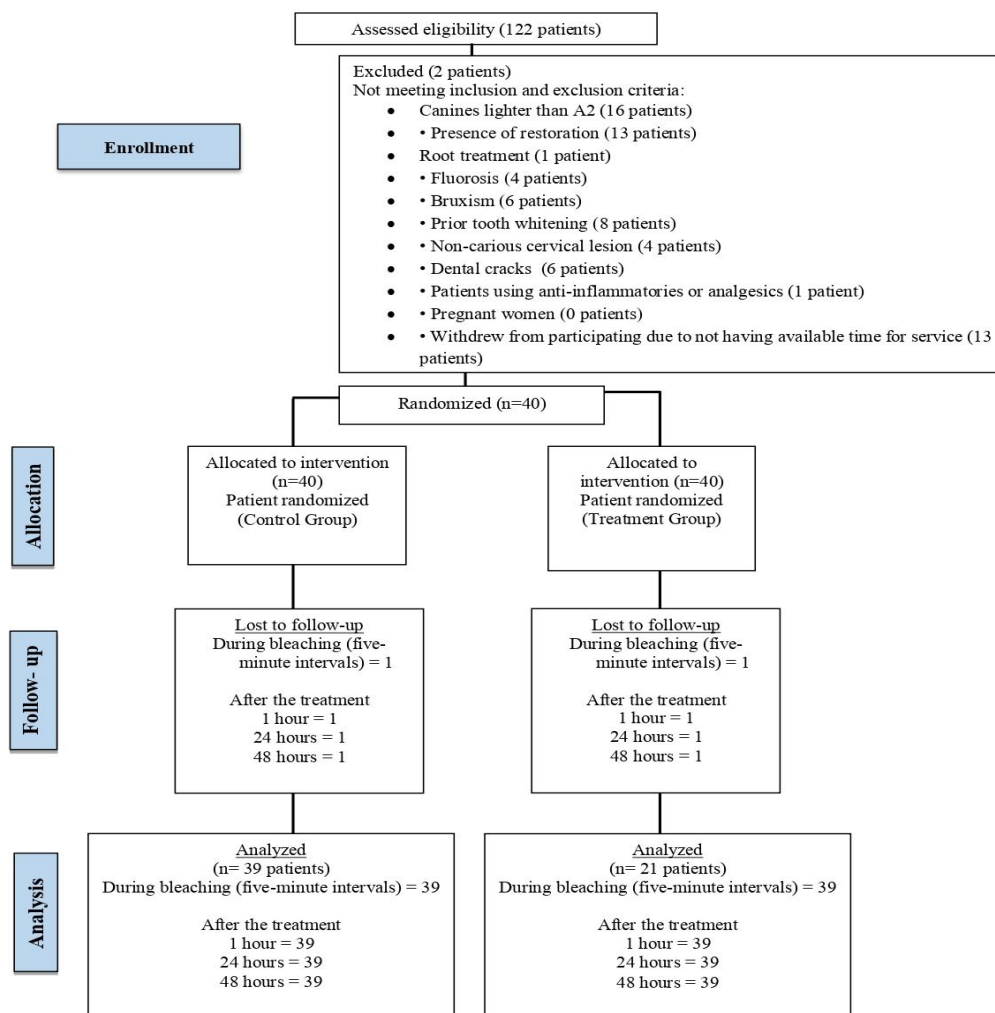 Assessed eligibility (122 patients)
Excluded (2 patients)
Not meeting inclusion and exclusion criteria:
● Canines lighter than A2 (16 patients)
● • Presence of restoration (13 patients)
● Root treatment (1 patient)
● • Fluorosis (4 patients)
● • Bruxism (6 patients)
● • Prior tooth whitening (8 patients)
● • Non-carious cervical lesion (4 patients)
● • Dental cracks (6 patients)
● • Patients using anti-inflammatories or analgesics (1 patient)
● • Pregnant women (0 patients)
● • Withdrew from participating due to not having available time for service (13
patients)
Enrollment
Randomized (n=40)
Allocation
Allocated to intervention
(n=40)
Patient randomized
(Control Group)
Allocated to
intervention (n=40)
Patient randomized
(Treatment Group)
Follow- up
Lost to follow-up
During bleaching (five-
minute intervals) = 1
After the treatment
1 hour = 1
24 hours = 1
48 hours = 1
Lost to follow-up
During bleaching (five-
minute intervals) = 1
After the treatment
1 hour = 1
24 hours = 1
48 hours = 1
Analysis
Analyzed
(n= 39 patients)
During bleaching (five-minute intervals) = 39
After the treatment
1 hour = 39
24 hours = 39
48 hours = 39
Analyzed
(n= 21 patients)
During bleaching (five-minute intervals) = 39
After the treatment
1 hour = 39
24 hours = 39
48 hours = 39